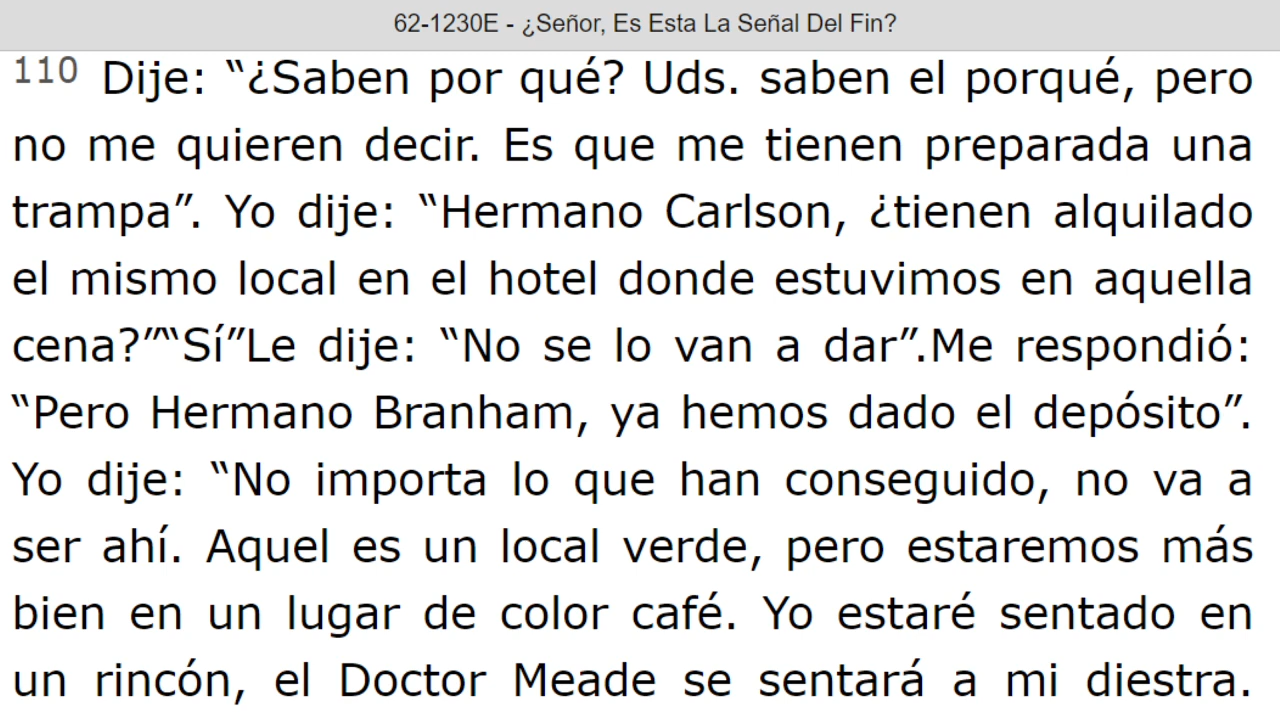 62-1230E - ¿Señor, Es Esta La Señal Del Fin?
110 Dije: “¿Saben por qué? Uds. saben el porqué, pero
no me quieren decir. Es que me tienen preparada una
trampa”. Yo dije: “Hermano Carlson, ¿tienen alquilado
el mismo local en el hotel donde estuvimos en aquella
cena?”“Sí”Le dije: “No se lo van a dar”.Me respondió:
“Pero Hermano Branham, ya hemos dado el depósito”.
Yo dije: “No importa lo que han conseguido, no va a
ser ahí. Aquel es un local verde, pero estaremos más
bien en un lugar de color café. Yo estaré sentado en
un rincón, el Doctor Meade se sentará a mi diestra.